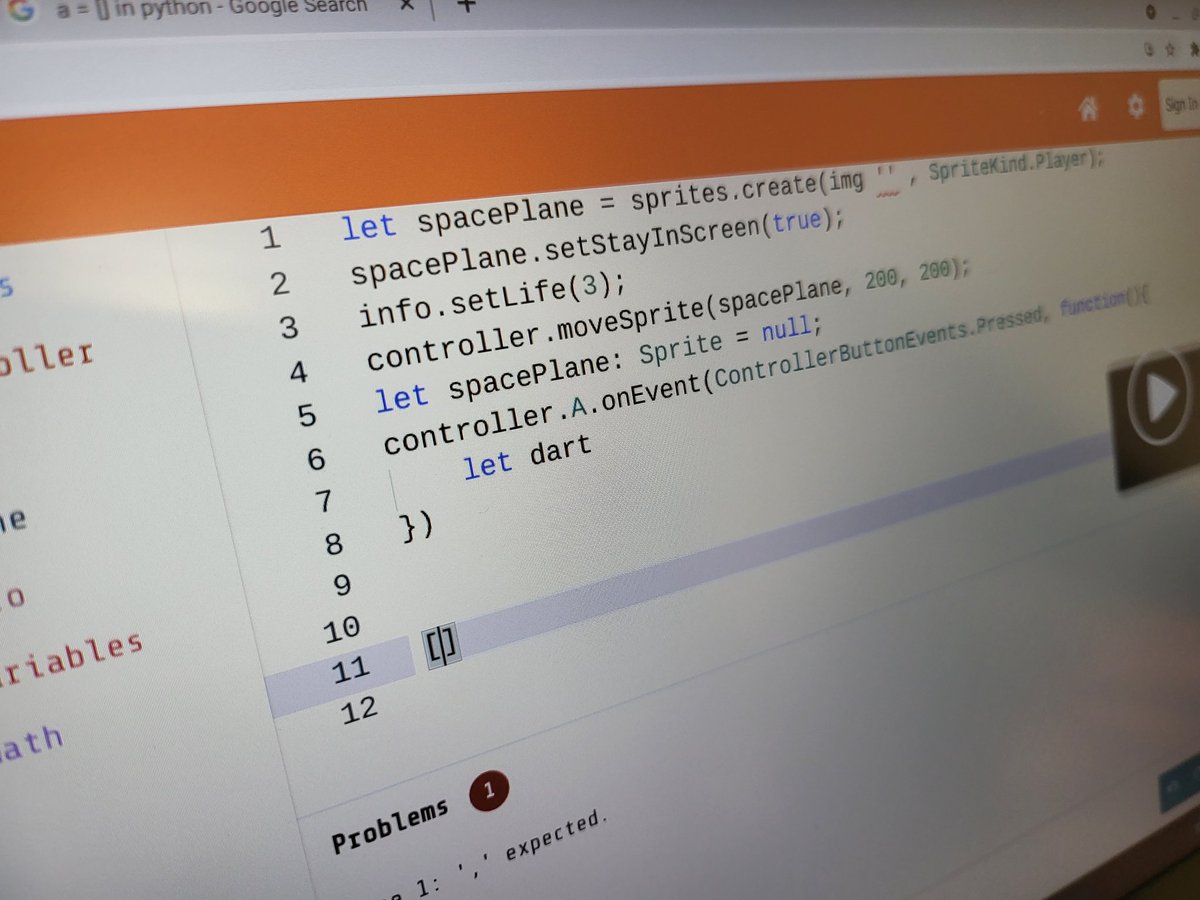 a = [] in python - Google Search
Sign In
1 let spacePlane = sprites.create(img '' , SpriteKind.Player);
2 spacePlane.setStayInScreen(true);
3 info.setLife(3);
4 controller.moveSprite(spacePlane, 200, 200);
5 let spacePlane: Sprite = null;
6 controller.A.onEvent(ControllerButtonEvents.Pressed, function(){
7 let dart
8 })
9
10
11 []
12
s
oller
ne
o
riables
ath
Problems 1
e 1: ',' expected.